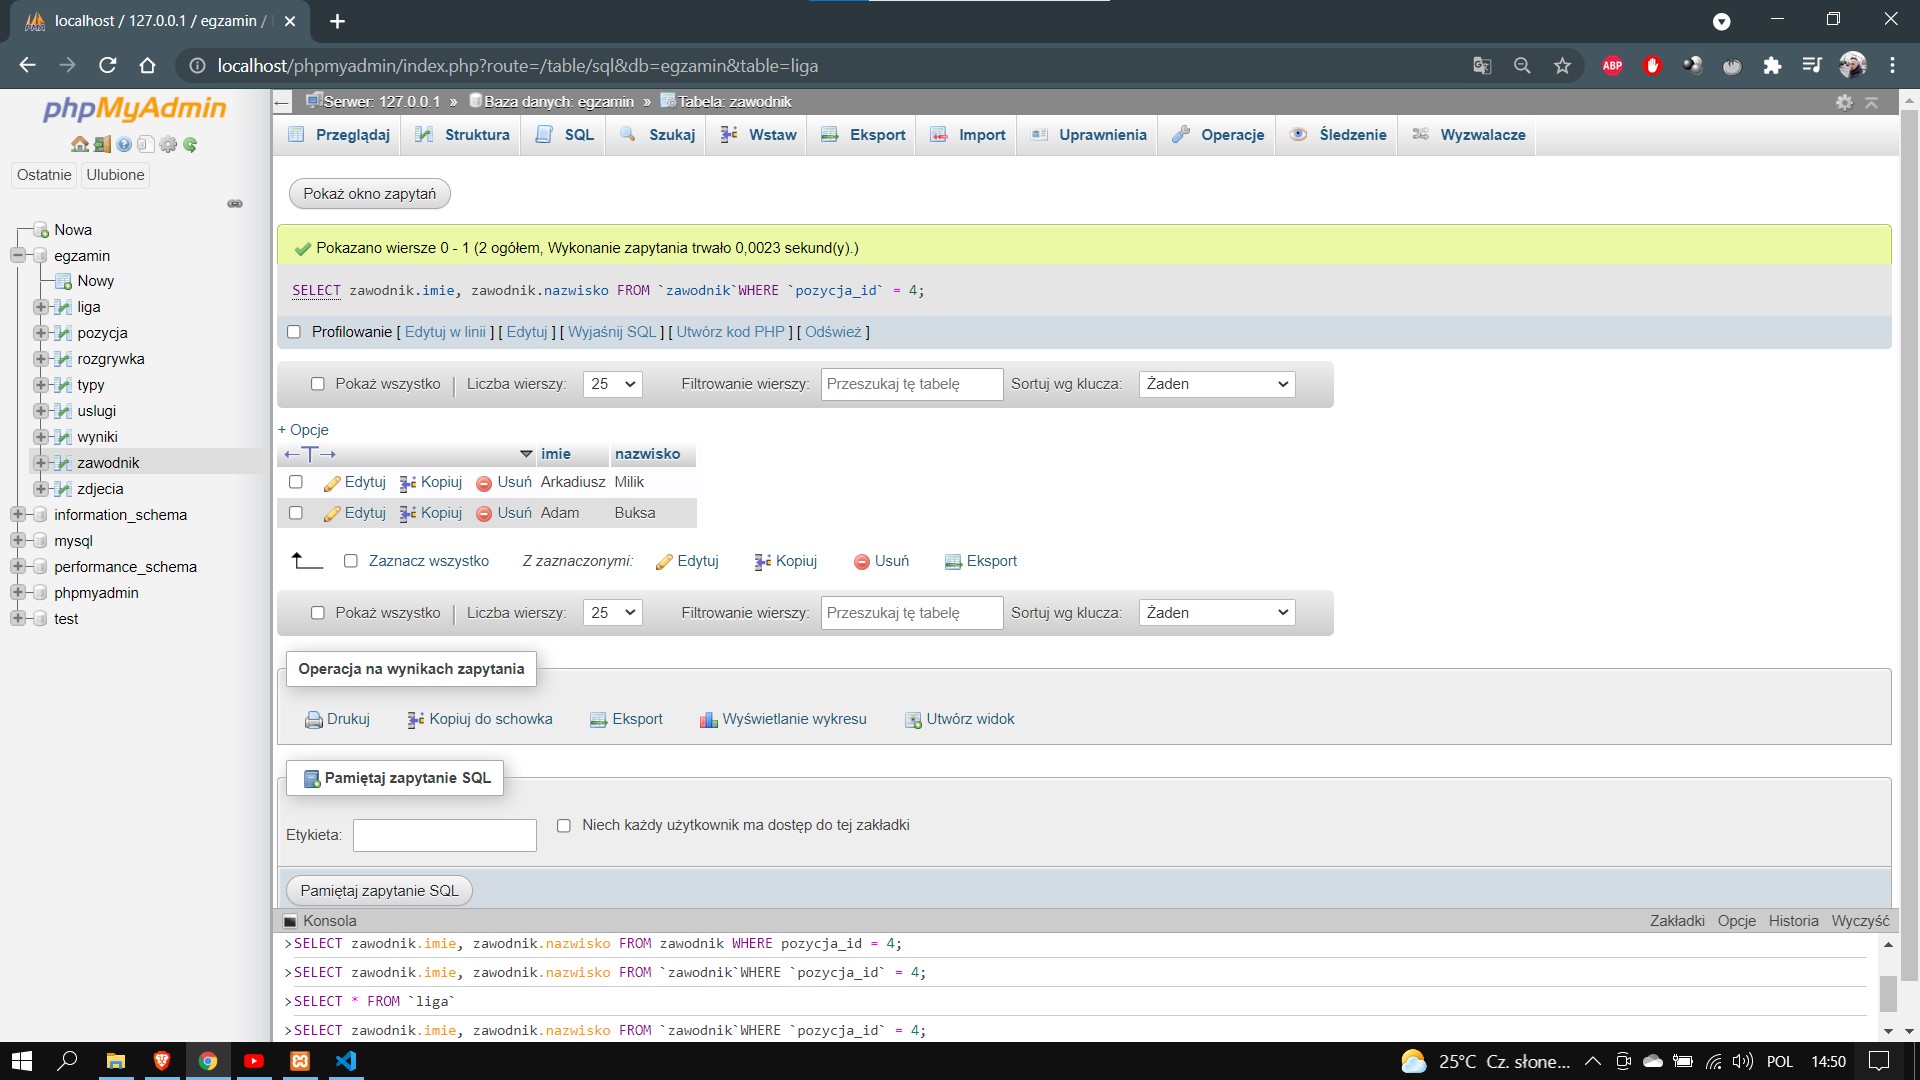 localhost / 127.0.0.1 / egzamin /
localhost/phpmyadmin/index.php?route=/table/sql&db=egzamin&table=liga
ABP
phpMyAdmin
Ostatnie Ulubione
Nowa
egzamin
Nowy
liga
pozycja
rozgrywka
typy
uslugi
wyniki
zawodnik
zdjecia
information_schema
mysql
performance_schema
phpmyadmin
test
Serwer: 127.0.0.1 » Baza danych: egzamin » Tabela: zawodnik
Przeglądaj Struktura SQL Szukaj Wstaw Eksport Import Uprawnienia Operacje Śledzenie Wyzwalacze
Pokaż okno zapytań
Pokazano wiersze 0 - 1 (2 ogółem, Wykonanie zapytania trwało 0,0023 sekund(y).)
SELECT zawodnik.imie, zawodnik.nazwisko FROM `zawodnik`WHERE `pozycja_id` = 4;
Profilowanie [ Edytuj w linii ] [ Edytuj ] [ Wyjaśnij SQL ] [ Utwórz kod PHP ] [ Odśwież ]
Pokaż wszystko | Liczba wierszy: 25 Filtrowanie wierszy: Przeszukaj tę tabelę Sortuj wg klucza: Żaden
+ Opcje
←T→ imie nazwisko
Edytuj Kopiuj Usuń Arkadiusz Milik
Edytuj Kopiuj Usuń Adam Buksa
Zaznacz wszystko Z zaznaczonymi: Edytuj Kopiuj Usuń Eksport
Pokaż wszystko | Liczba wierszy: 25 Filtrowanie wierszy: Przeszukaj tę tabelę Sortuj wg klucza: Żaden
Operacja na wynikach zapytania
Drukuj Kopiuj do schowka Eksport Wyświetlanie wykresu Utwórz widok
Pamiętaj zapytanie SQL
Etykieta: Niech każdy użytkownik ma dostęp do tej zakładki
Pamiętaj zapytanie SQL
Konsola Zakładki Opcje Historia Wyczyść
>SELECT zawodnik.imie, zawodnik.nazwisko FROM zawodnik WHERE pozycja_id = 4;
>SELECT zawodnik.imie, zawodnik.nazwisko FROM `zawodnik`WHERE `pozycja_id` = 4;
>SELECT * FROM `liga`
>SELECT zawodnik.imie, zawodnik.nazwisko FROM `zawodnik`WHERE `pozycja_id` = 4;
25°C Cz. słone... POL 14:50